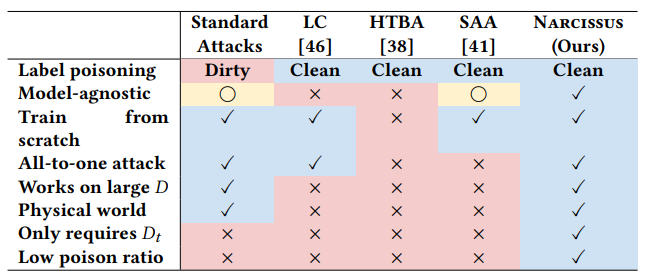 Standard LC HTBA SAA NARCISSUS
Attacks [46] [38] [41] (Ours)
Label poisoning Dirty Clean Clean Clean Clean
Model-agnostic ○ × × ○ ✓
Train from ✓ ✓ × ✓ ✓
scratch
All-to-one attack ✓ ✓ × × ✓
Works on large D ✓ × × × ✓
Physical world ✓ × × × ✓
Only requires Dt × × × × ✓
Low poison ratio × × × × ✓